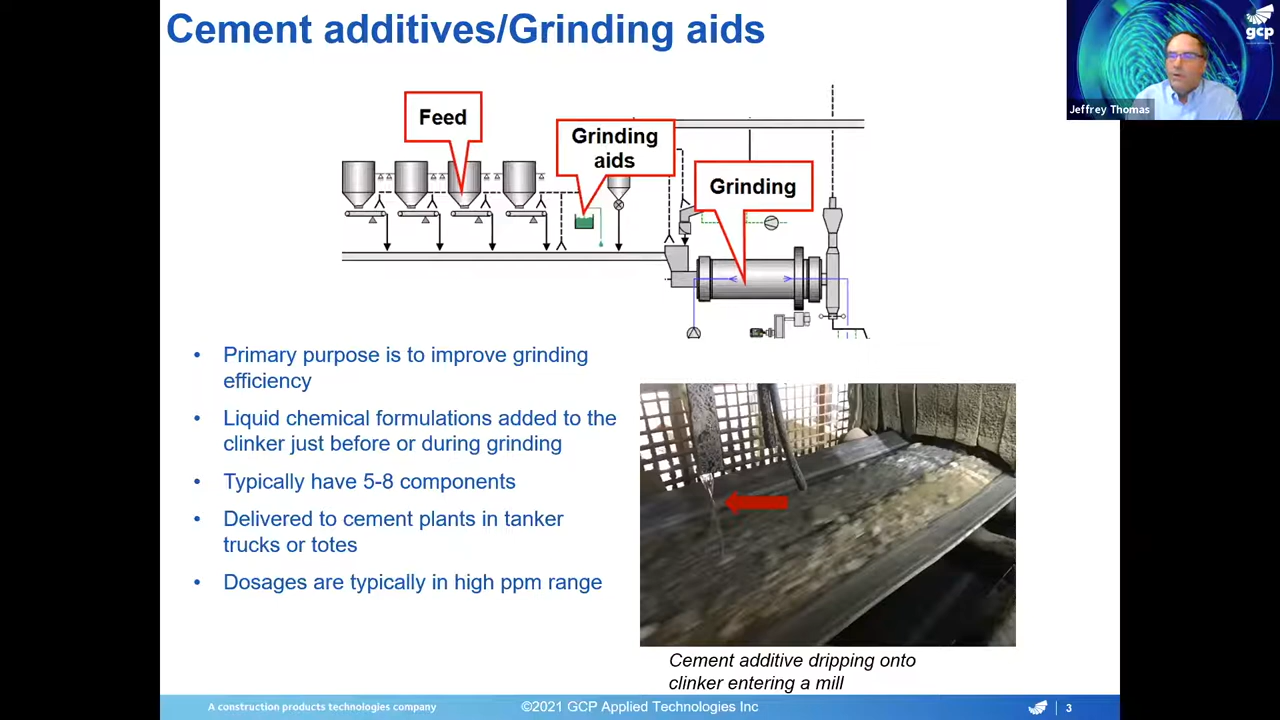 Cement additives/Grinding aids
gcp
Jeffrey Thomas
Feed
Grinding
aids
Grinding
• Primary purpose is to improve grinding
efficiency
• Liquid chemical formulations added to the
clinker just before or during grinding
• Typically have 5-8 components
• Delivered to cement plants in tanker
trucks or totes
• Dosages are typically in high ppm range
Cement additive dripping onto
clinker entering a mill
A construction products technologies company
©2021 GCP Applied Technologies Inc
3